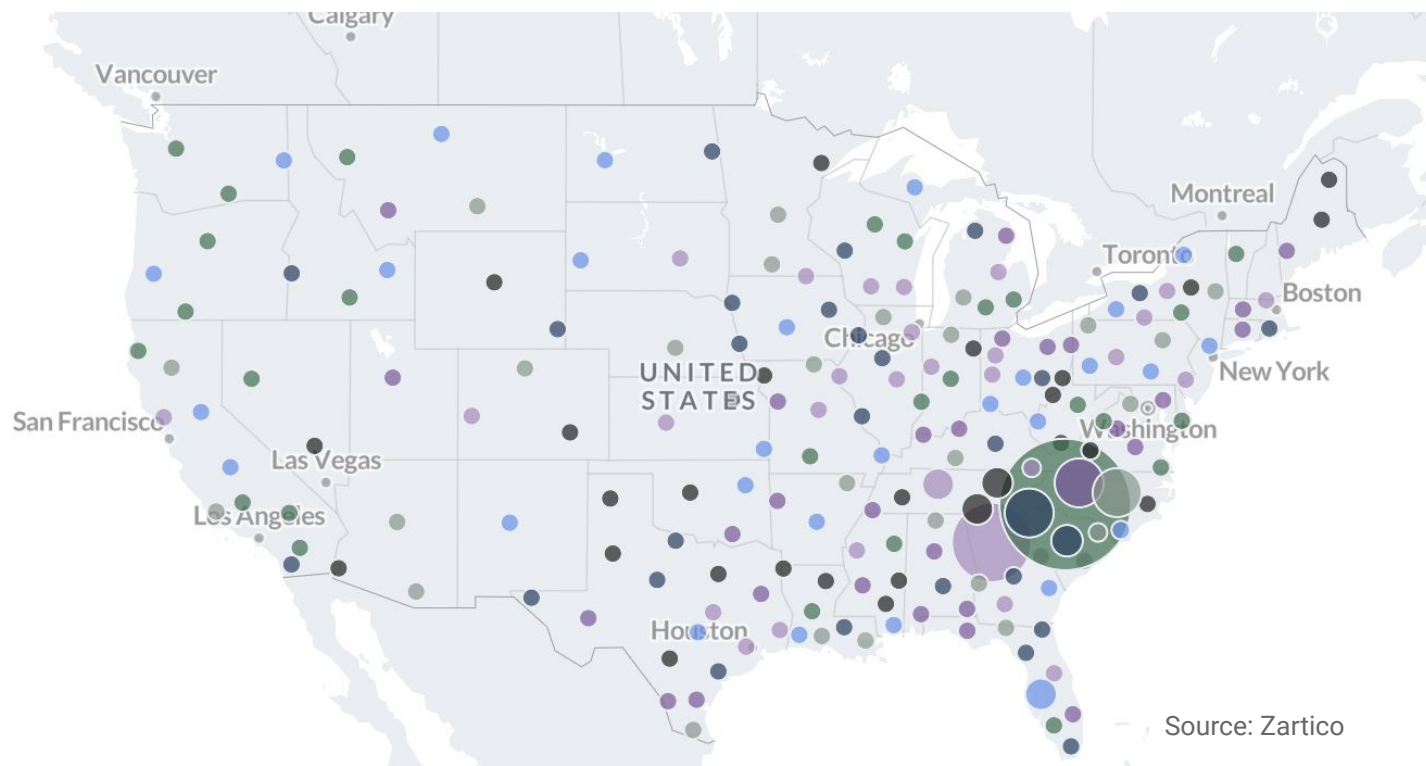 Calgary
Vancouver
Montreal
Toronto
Boston
Chicago
New York
UNITED
STATES
San Francisco
Washington
Las Vegas
Los Angeles
Houston
Source: Zartico